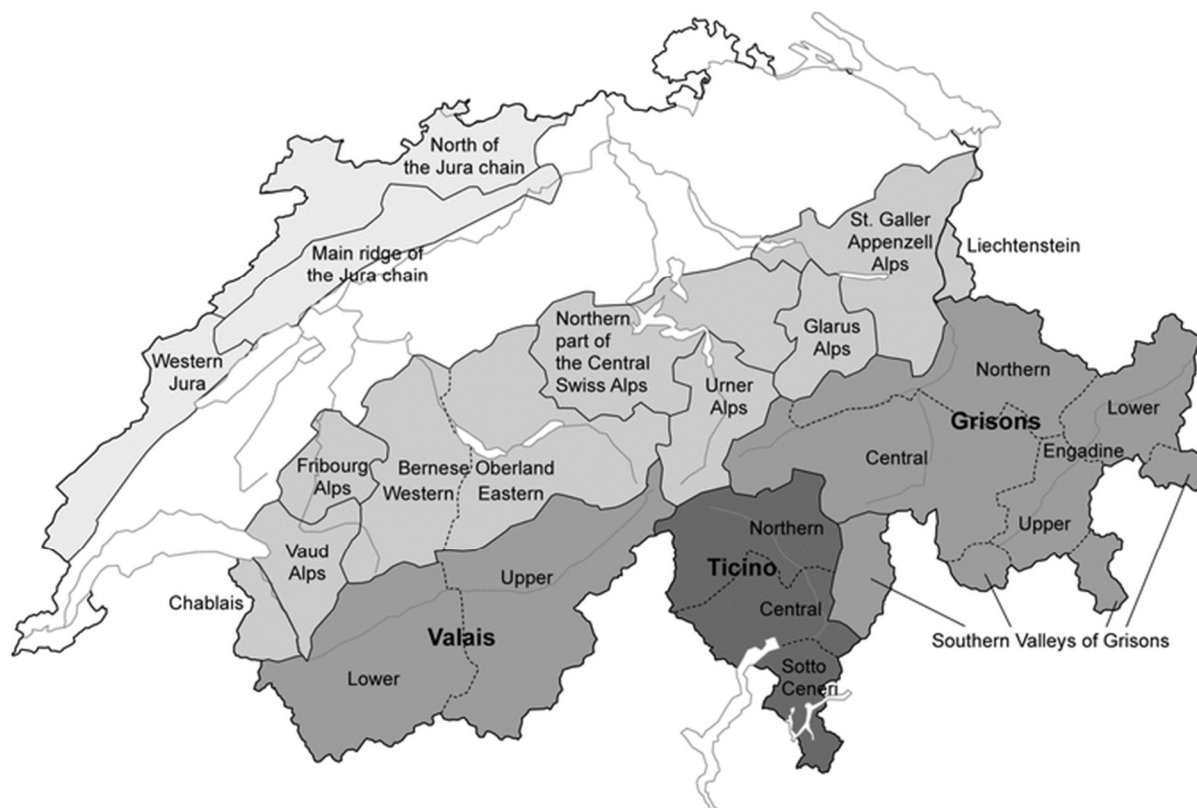 North of
the Jura chain
Main ridge of
the Jura chain
Western
Jura
St. Galler
Appenzell
Alps
Liechtenstein
Glarus
Alps
Northern
part of
the Central
Swiss Alps
Urner
Alps
Northern
Grisons
Central
Lower
Engadine
Upper
Fribourg
Alps
Bernese Oberland
Western
Eastern
Vaud
Alps
Chablais
Upper
Valais
Lower
Northern
Ticino
Central
Sotto
Ceneri
Southern Valleys of Grisons